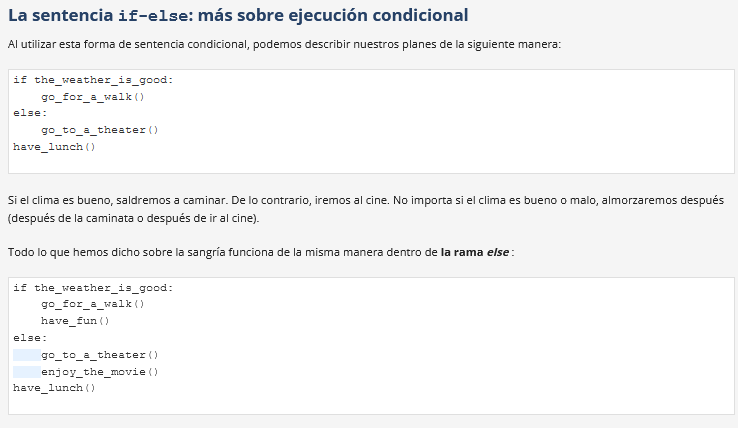 La sentencia if-else: más sobre ejecución condicional
Al utilizar esta forma de sentencia condicional, podemos describir nuestros planes de la siguiente manera:
if the_weather_is_good:
    go_for_a_walk()
else:
    go_to_a_theater()
have_lunch()
Si el clima es bueno, saldremos a caminar. De lo contrario, iremos al cine. No importa si el clima es bueno o malo, almorzaremos después
(después de la caminata o después de ir al cine).
Todo lo que hemos dicho sobre la sangría funciona de la misma manera dentro de la rama else :
if the_weather_is_good:
    go_for_a_walk()
    have_fun()
else:
    go_to_a_theater()
    enjoy_the_movie()
have_lunch()